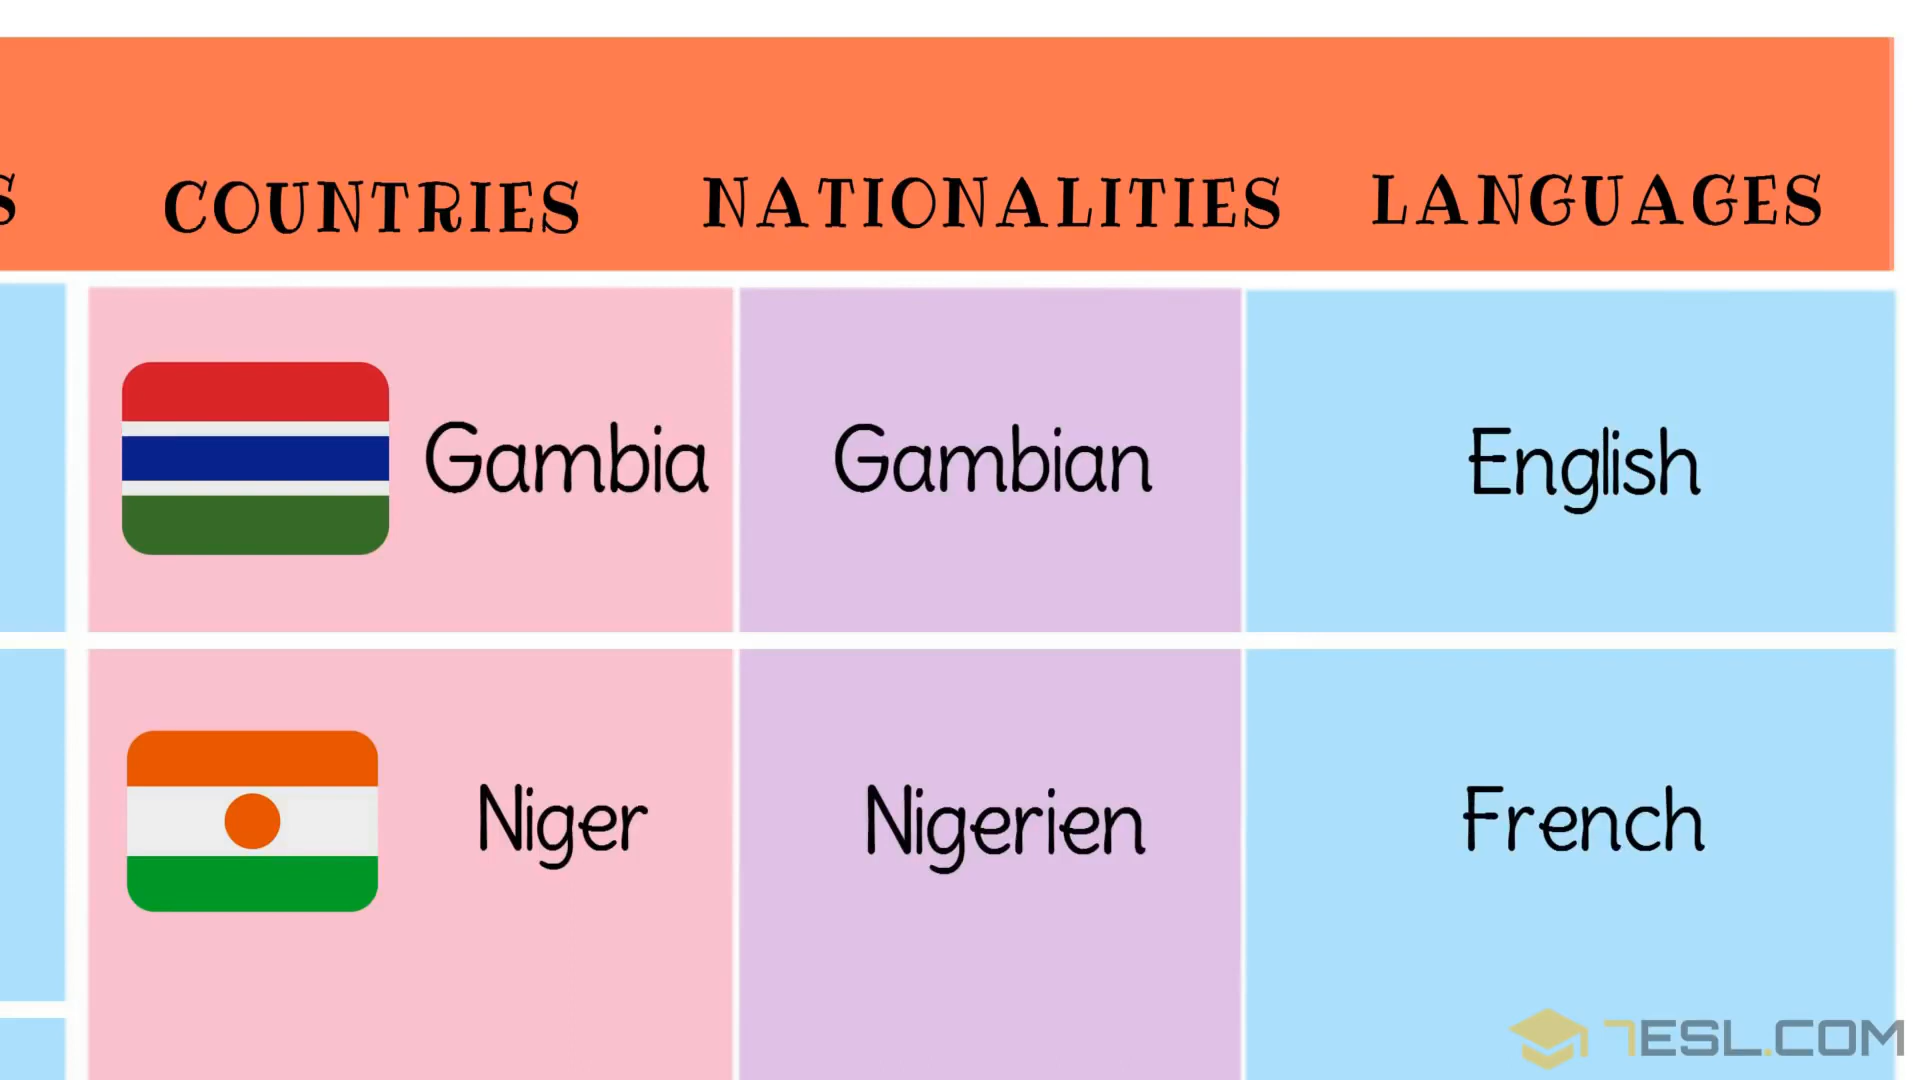 S COUNTRIES NATIONALITIES LANGUAGES
Gambia Gambian English
Niger Nigerien French
7ESL.COM